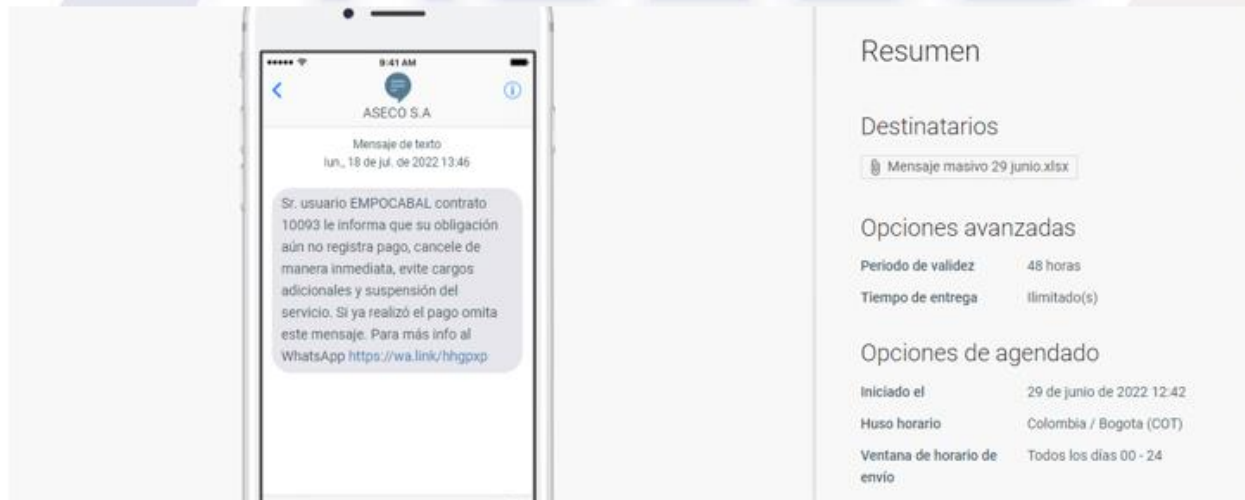 9:41 AM
ASECO S.A
Mensaje de texto
lun., 18 de jul. de 2022 13:46
Sr. usuario EMPOCABAL contrato
10093 le informa que su obligación
aún no registra pago, cancele de
manera inmediata, evite cargos
adicionales y suspensión del
servicio. Si ya realizó el pago omita
este mensaje. Para más info al
WhatsApp https://wa.link/hhgpxp
Resumen
Destinatarios
Mensaje masivo 29 junio.xlsx
Opciones avanzadas
Periodo de validez 48 horas
Tiempo de entrega Ilimitado(s)
Opciones de agendado
Iniciado el 29 de junio de 2022 12:42
Huso horario Colombia / Bogota (COT)
Ventana de horario de Todos los días 00 - 24
envío